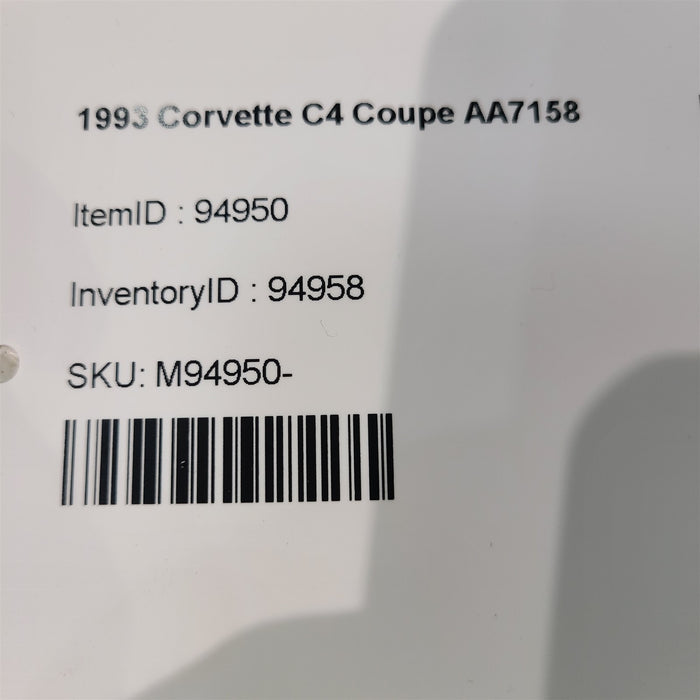 1993 Corvette C4 Coupe AA7158
ItemID : 94950
InventoryID : 94958
SKU: M94950-